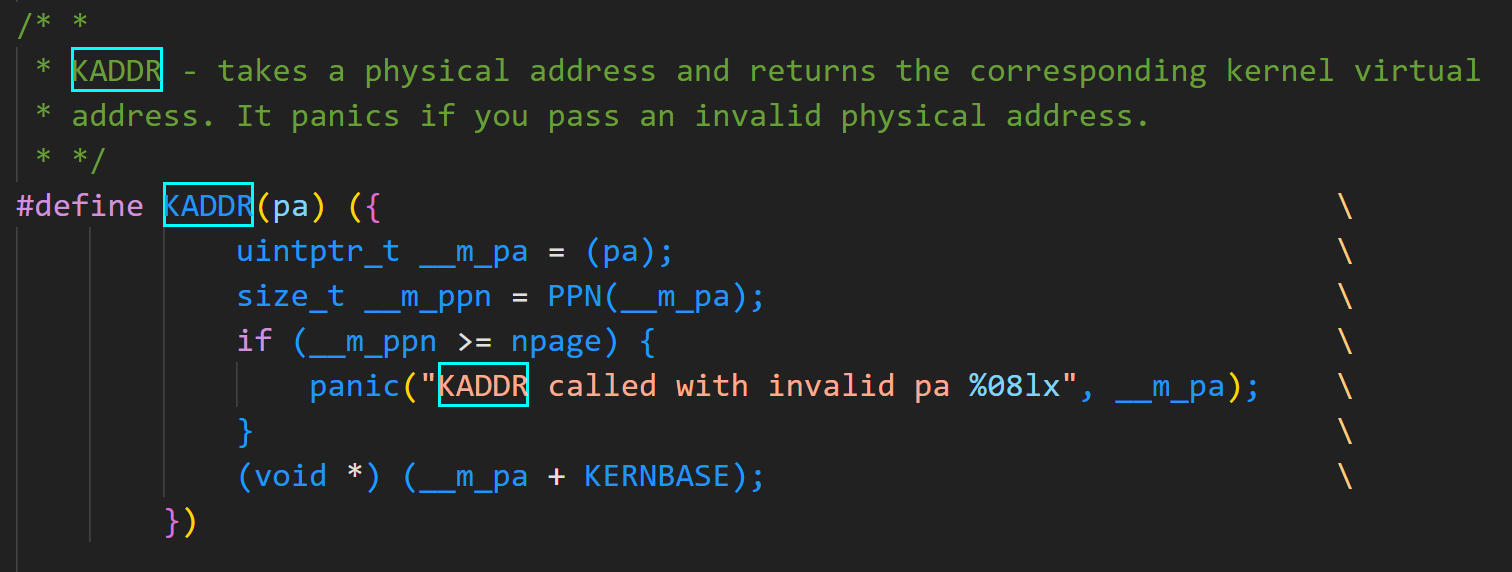 /* *
 * KADDR - takes a physical address and returns the corresponding kernel virtual
 * address. It panics if you pass an invalid physical address.
 * */
#define KADDR(pa) ({                                                    \
            uintptr_t __m_pa = (pa);                                    \
            size_t __m_ppn = PPN(__m_pa);                               \
            if (__m_ppn >= npage) {                                     \
                panic("KADDR called with invalid pa %08lx", __m_pa);    \
            }                                                           \
            (void *) (__m_pa + KERNBASE);                               \
        })